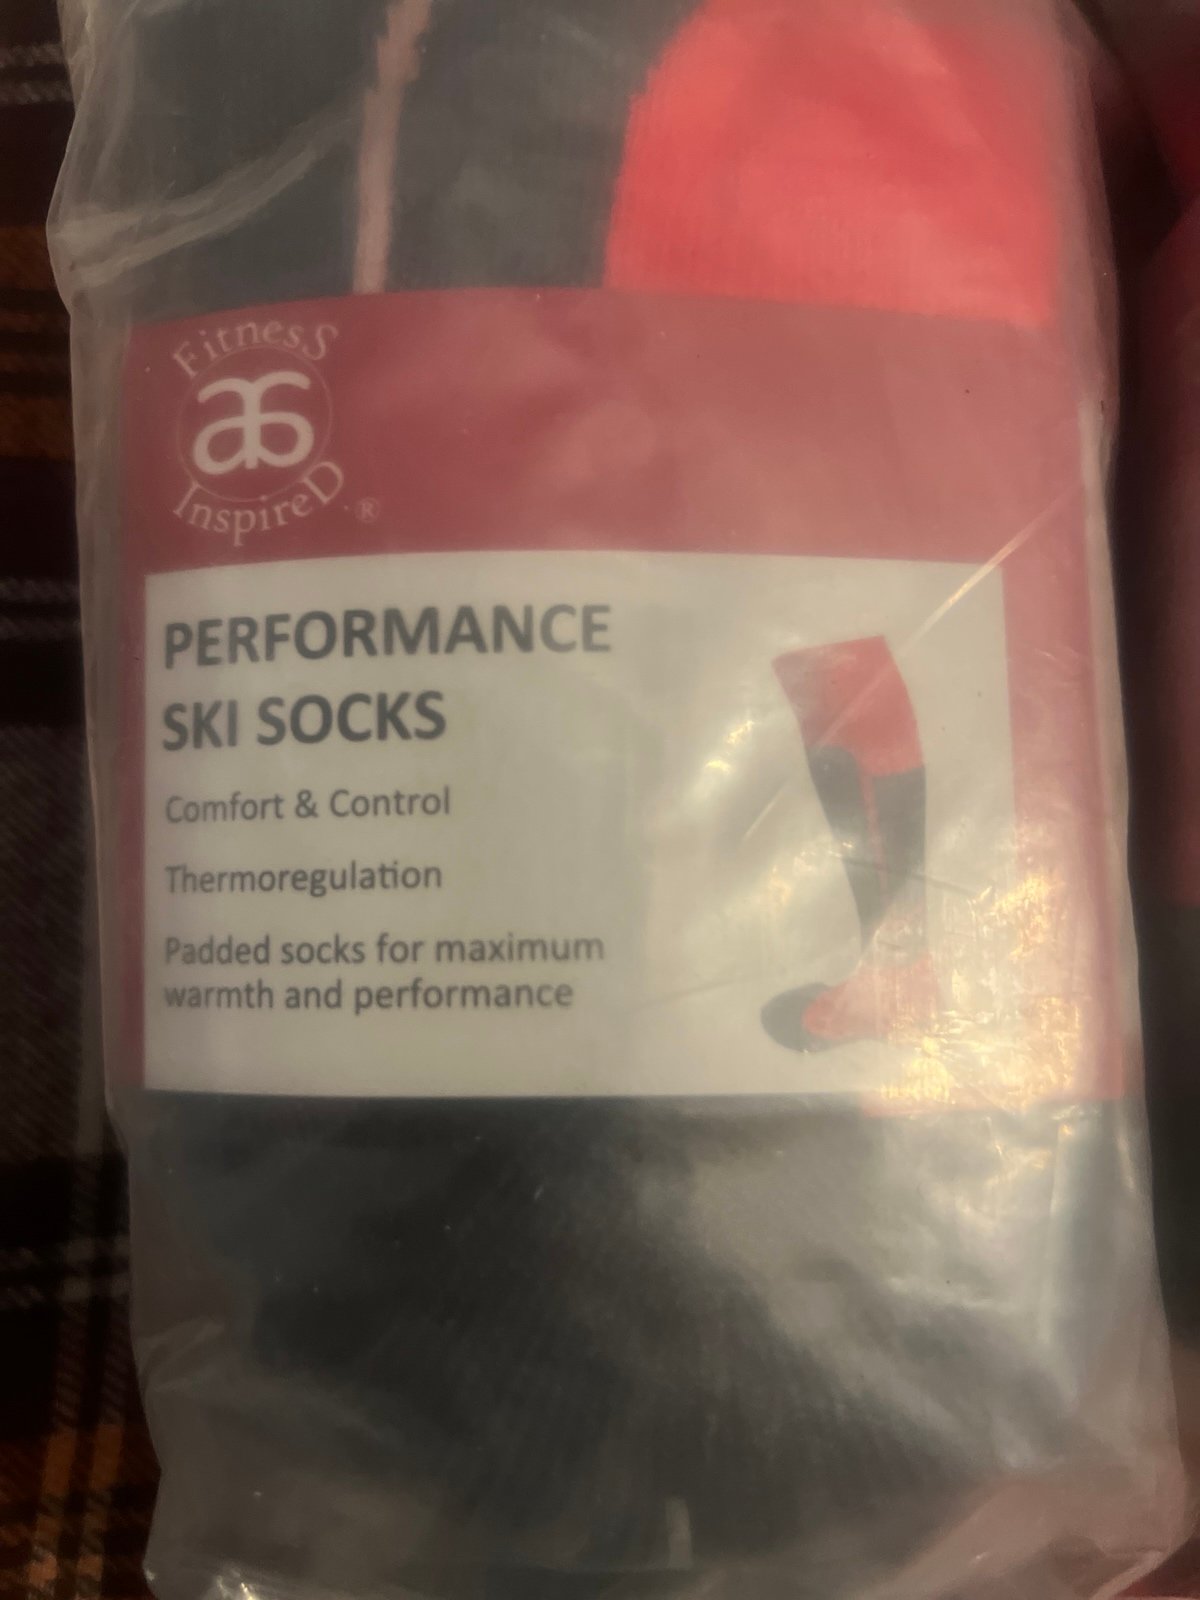 FitnesS
InspireD
®
PERFORMANCE
SKI SOCKS
Comfort & Control
Thermoregulation
Padded socks for maximum
warmth and performance